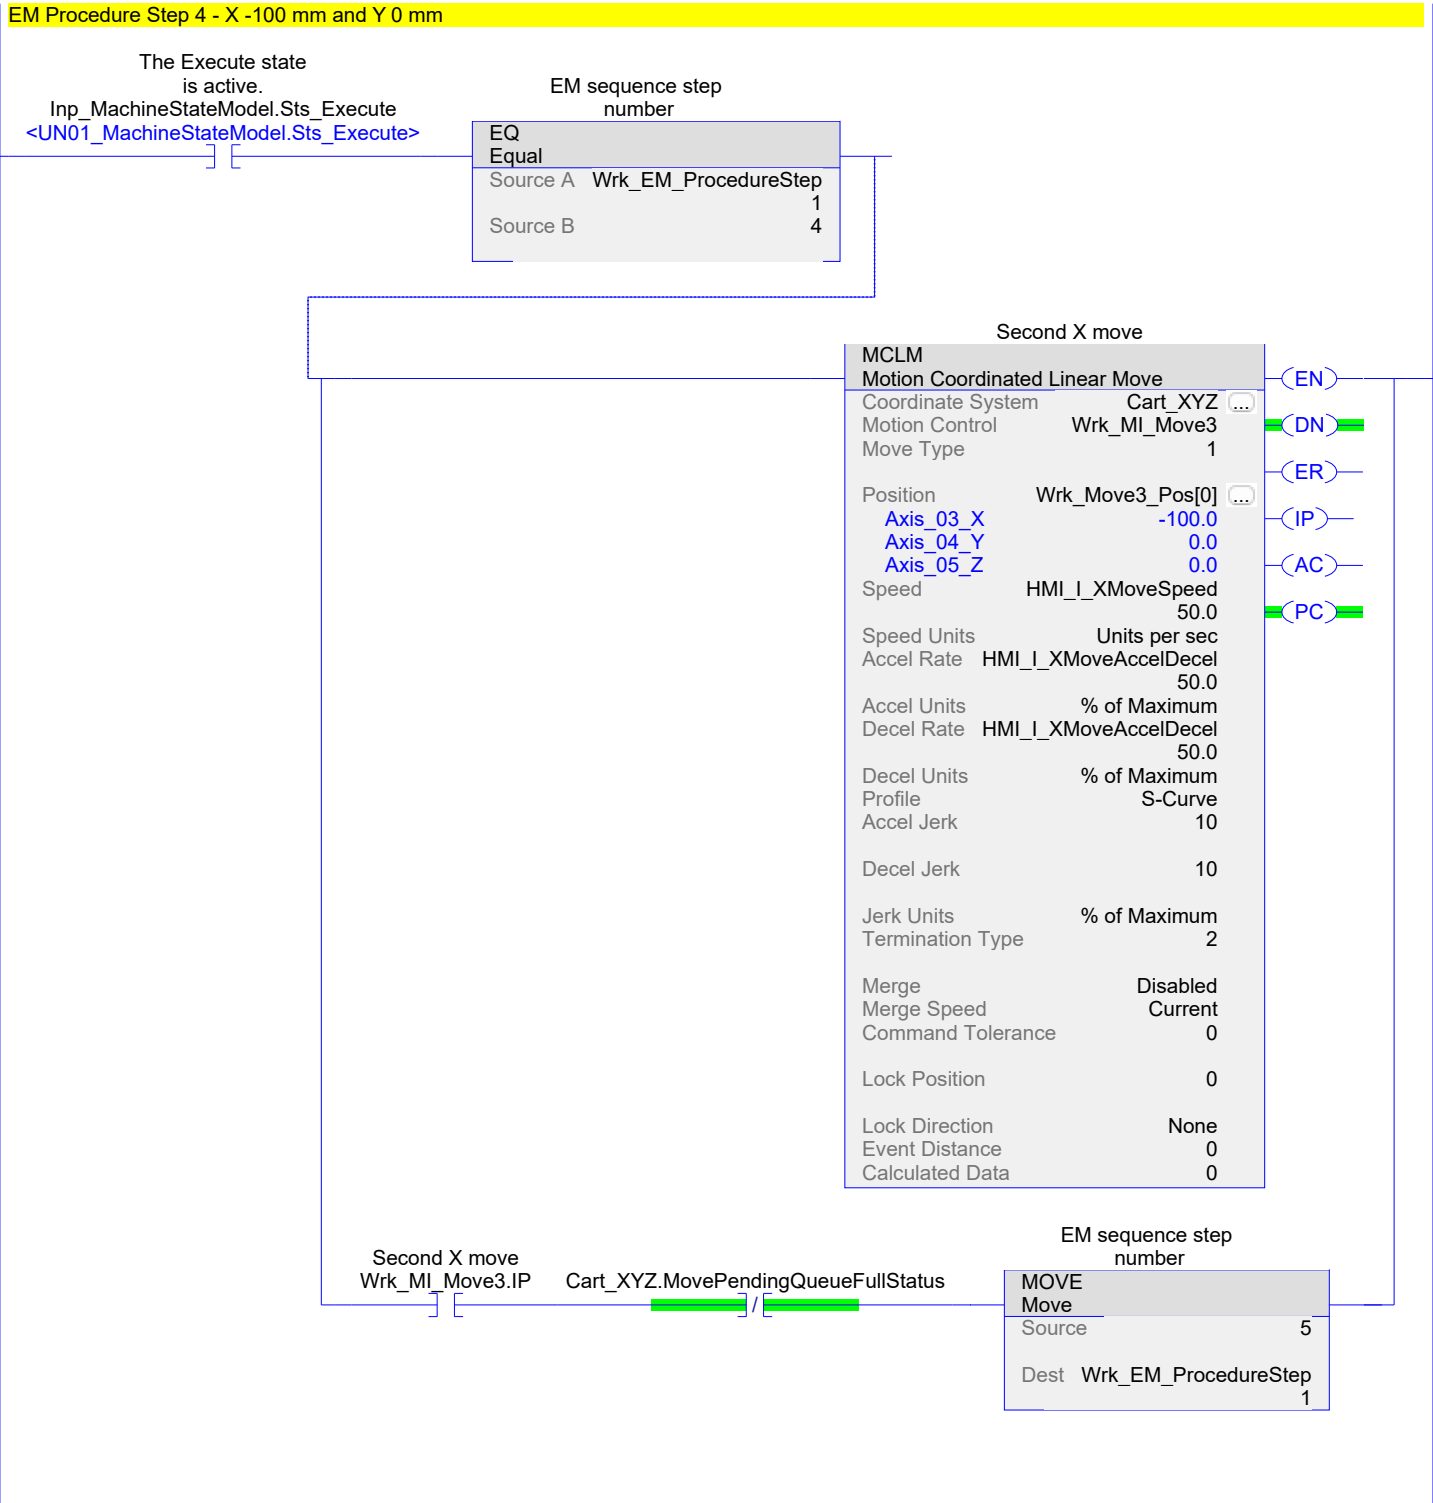 EM Procedure Step 4 - X -100 mm and Y 0 mm
The Execute state
is active.
Inp_MachineStateModel.Sts_Execute
<UN01_MachineStateModel.Sts_Execute>
EM sequence step
number
EQ
Equal
Source A Wrk_EM_ProcedureStep
1
Source B 4
Second X move
MCLM
Motion Coordinated Linear Move
Coordinate System Cart_XYZ ...
Motion Control Wrk_MI_Move3
Move Type 1
Position Wrk_Move3_Pos[0] ...
Axis_03_X -100.0
Axis_04_Y 0.0
Axis_05_Z 0.0
Speed HMI_I_XMoveSpeed
50.0
Speed Units Units per sec
Accel Rate HMI_I_XMoveAccelDecel
50.0
Accel Units % of Maximum
Decel Rate HMI_I_XMoveAccelDecel
50.0
Decel Units % of Maximum
Profile S-Curve
Accel Jerk 10
Decel Jerk 10
Jerk Units % of Maximum
Termination Type 2
Merge Disabled
Merge Speed Current
Command Tolerance 0
Lock Position 0
Lock Direction None
Event Distance 0
Calculated Data 0
EN
DN
ER
IP
AC
PC
Second X move
Wrk_MI_Move3.IP
Cart_XYZ.MovePendingQueueFullStatus
/
EM sequence step
number
MOVE
Move
Source 5
Dest Wrk_EM_ProcedureStep
1